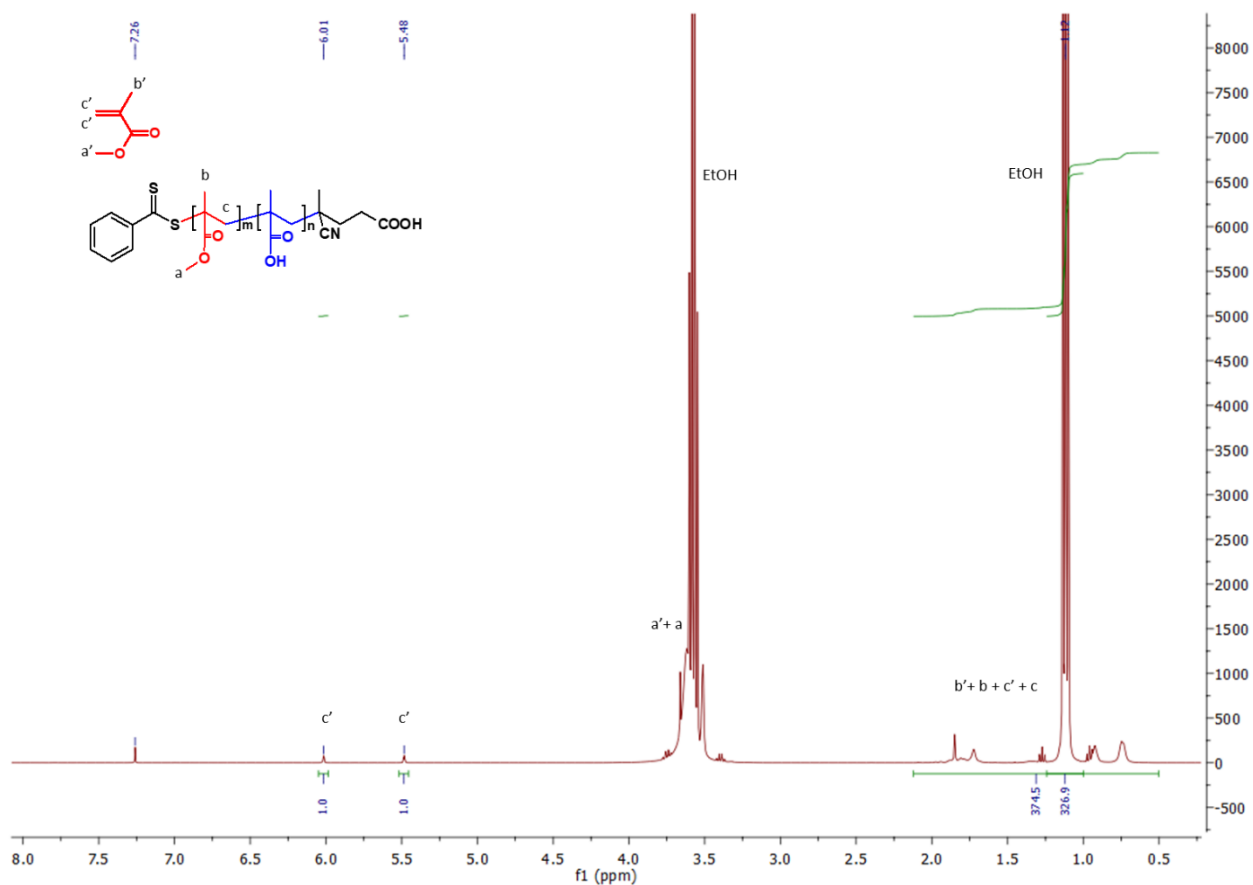 7.26
6.01
5.48
1.12
b'
c'
c'
O
a'
O
b
S
c
S
m
n
O
O
CN
COOH
O
OH
a
EtOH
EtOH
a'+ a
b'+ b + c' + c
c'
c'
1.0
1.0
374.5
326.9
8000
7500
7000
6500
6000
5500
5000
4500
4000
3500
3000
2500
2000
1500
1000
500
0
-500
8.0 7.5 7.0 6.5 6.0 5.5 5.0 4.5 4.0 3.5 3.0 2.5 2.0 1.5 1.0 0.5
f1 (ppm)